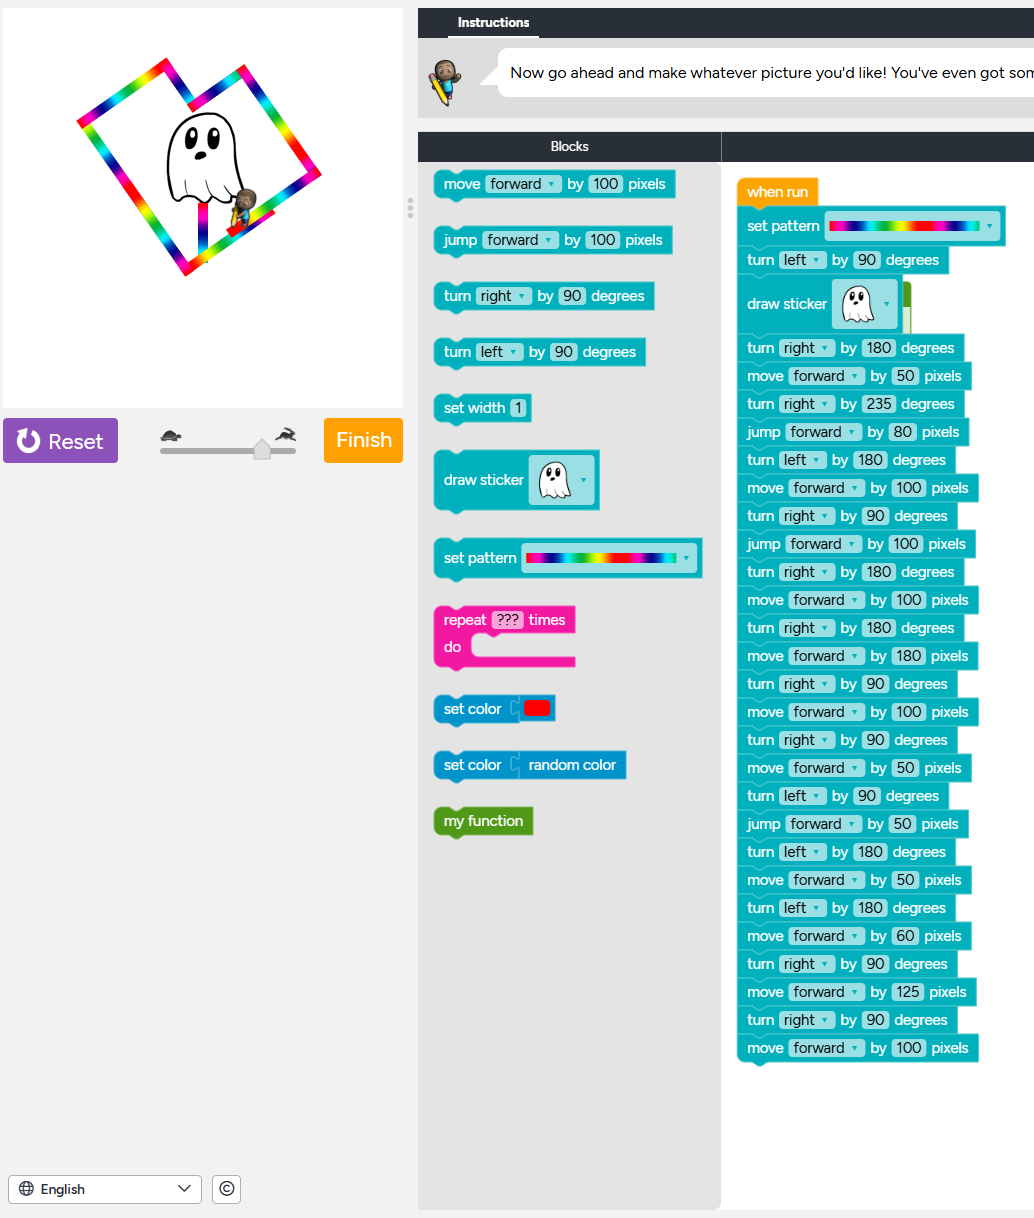 Instructions
Now go ahead and make whatever picture you'd like! You've even got som
Blocks
move forward by 100 pixels
jump forward by 100 pixels
turn right by 90 degrees
turn left by 90 degrees
set width 1
draw sticker
set pattern
repeat ??? times
do
set color
set color random color
my function
when run
set pattern
turn left by 90 degrees
draw sticker
turn right by 180 degrees
move forward by 50 pixels
turn right by 235 degrees
jump forward by 80 pixels
turn left by 180 degrees
move forward by 100 pixels
turn right by 90 degrees
jump forward by 100 pixels
turn right by 180 degrees
move forward by 100 pixels
turn right by 180 degrees
move forward by 180 pixels
turn right by 90 degrees
move forward by 100 pixels
turn right by 90 degrees
move forward by 50 pixels
turn left by 90 degrees
jump forward by 50 pixels
turn left by 180 degrees
move forward by 50 pixels
turn left by 180 degrees
move forward by 60 pixels
turn right by 90 degrees
move forward by 125 pixels
turn right by 90 degrees
move forward by 100 pixels
Reset
Finish
English
©